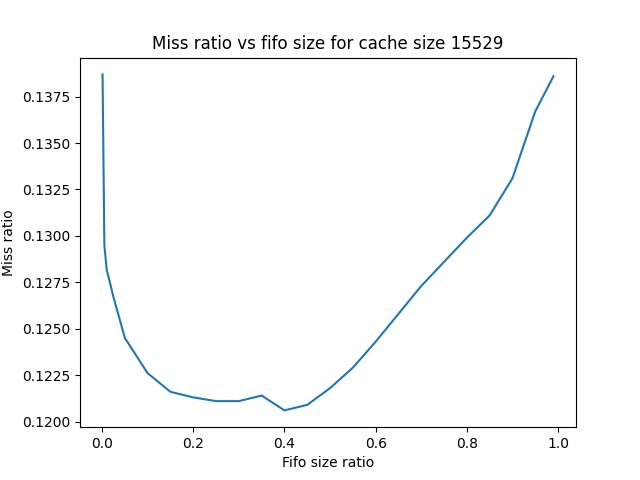 Miss ratio vs fifo size for cache size 15529
0.1375
0.1350
0.1325
0.1300
0.1275
0.1250
0.1225
0.1200
Miss ratio
0.0 0.2 0.4 0.6 0.8 1.0
Fifo size ratio